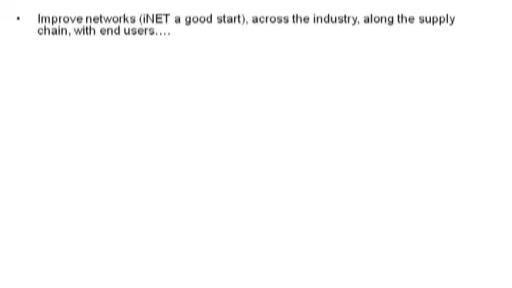 • Improve networks (iNET a good start), across the industry, along the supply
chain, with end users....